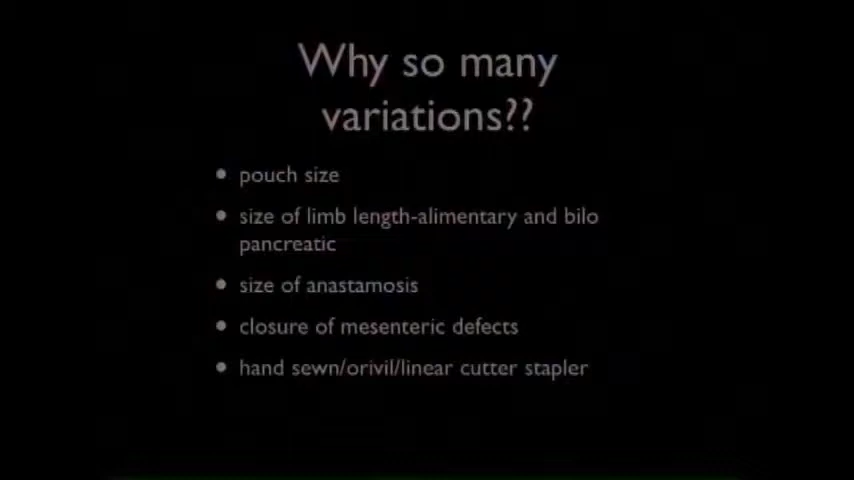 Why so many
variations??
• pouch size
• size of limb length-alimentary and bilo
pancreatic
• size of anastamosis
• closure of mesenteric defects
• hand sewn/orivil/linear cutter stapler